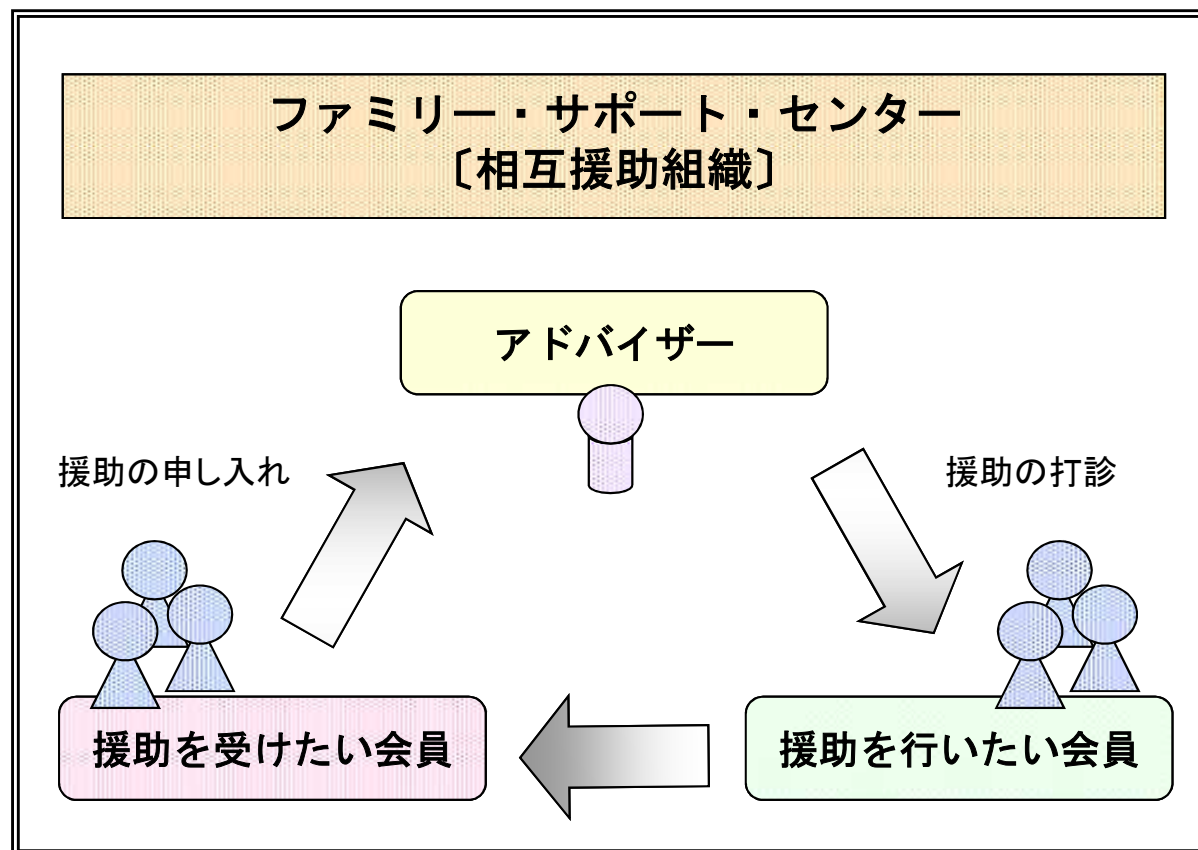 ファミリー・サポート・センター
〔相互援助組織〕
アドバイザー
援助の申し入れ
援助の打診
援助を受けたい会員
援助を行いたい会員